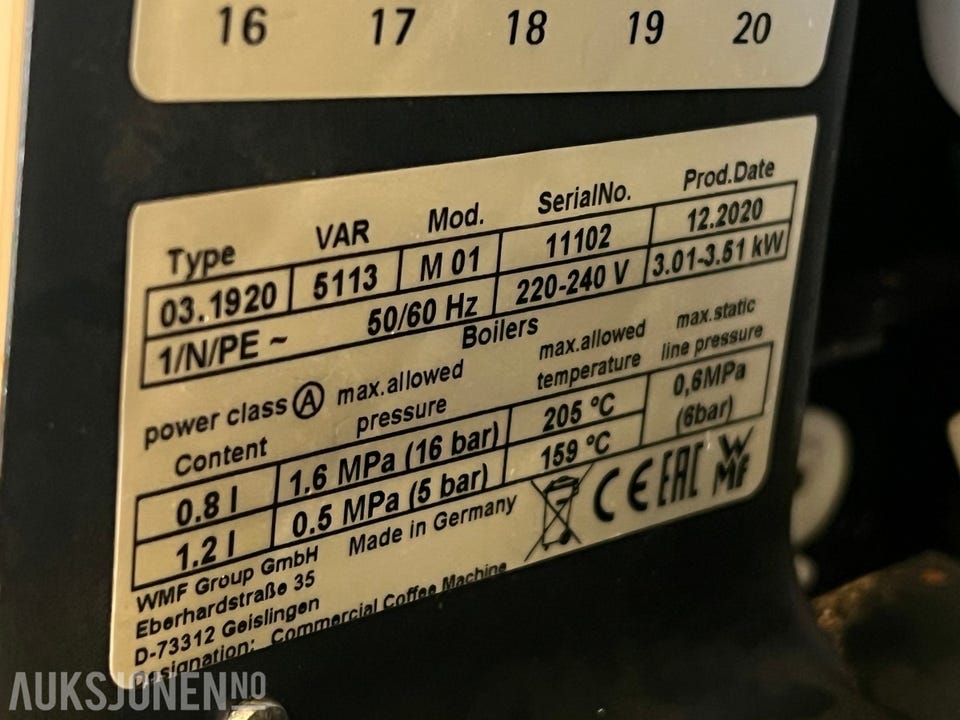 16 17 18 19 20
Type VAR Mod. SerialNo. Prod.Date
03.1920 5113 M 01 11102 12.2020
1/N/PE ~ 50/60 Hz 220-240 V 3.01-3.51 kW
Boilers
power class A max.allowed max.allowed max.static
Content pressure temperature line pressure
0.8 l 1.6 MPa (16 bar) 205 °C 0,6MPa
1.2 l 0.5 MPa (5 bar) 159 °C (6bar)
WMF Group GmbH Made in Germany CE EAC WMF
Eberhardstraße 35
D-73312 Geislingen
Designation: Commercial Coffee Machine
AUKSJONEN.NO